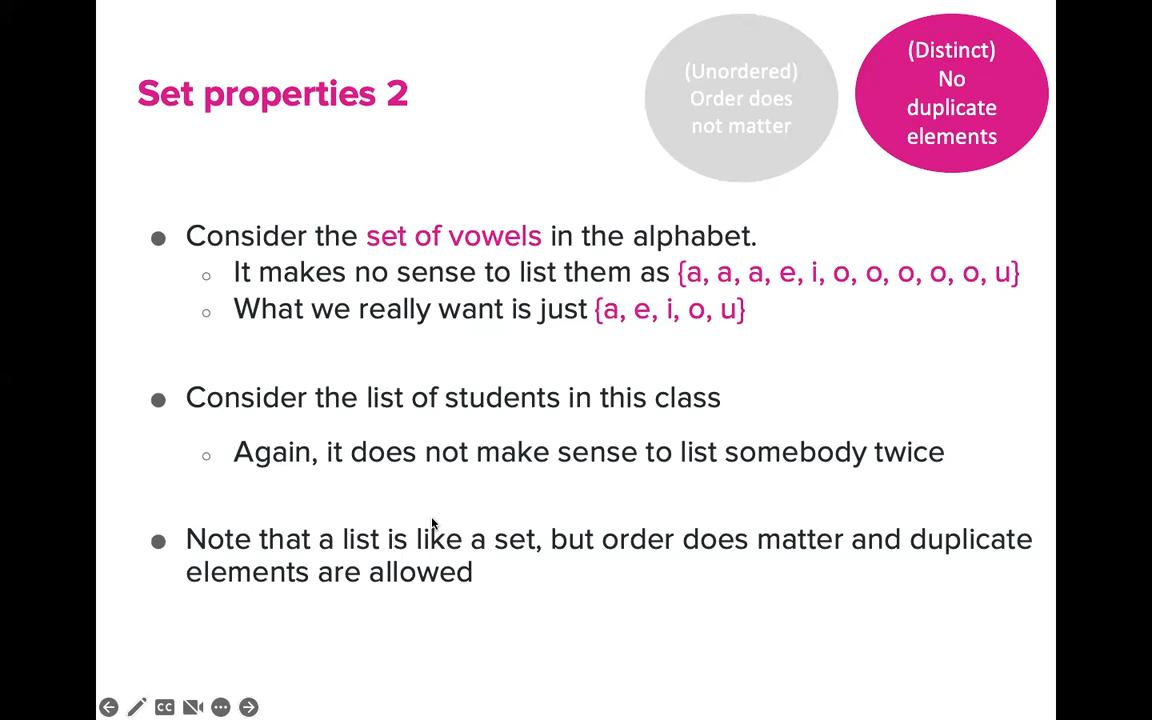 Set properties 2
(Unordered)
Order does
not matter
(Distinct)
No
duplicate
elements
● Consider the set of vowels in the alphabet.
○ It makes no sense to list them as {a, a, a, e, i, o, o, o, o, o, u}
○ What we really want is just {a, e, i, o, u}
● Consider the list of students in this class
○ Again, it does not make sense to list somebody twice
● Note that a list is like a set, but order does matter and duplicate
elements are allowed
CC